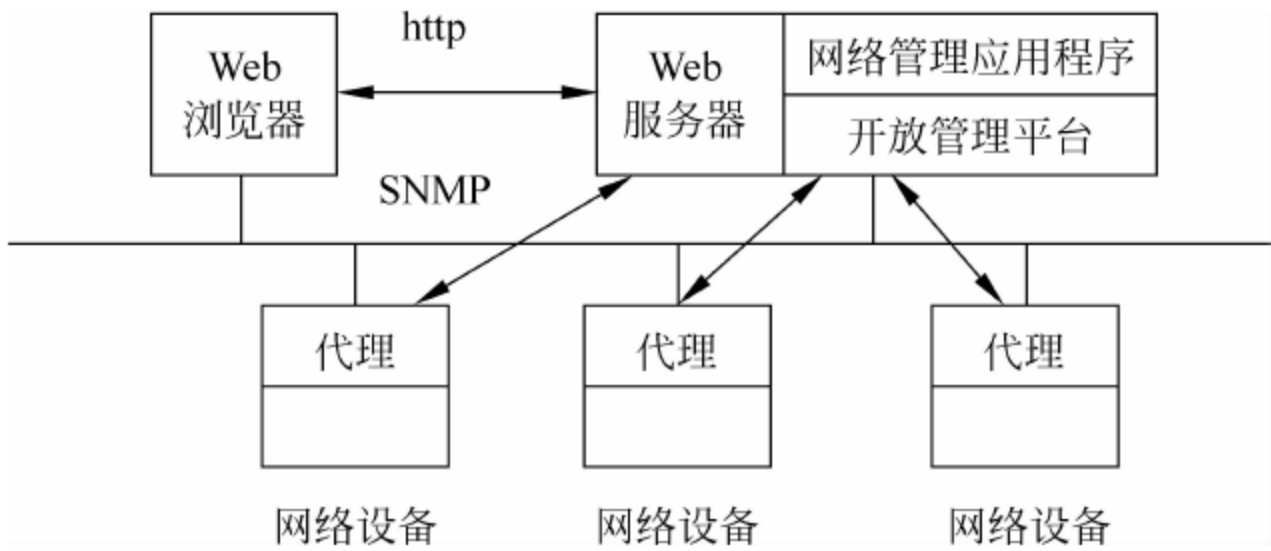 http
Web
浏览器
Web
服务器
网络管理应用程序
开放管理平台
SNMP
代理
代理
代理
网络设备
网络设备
网络设备